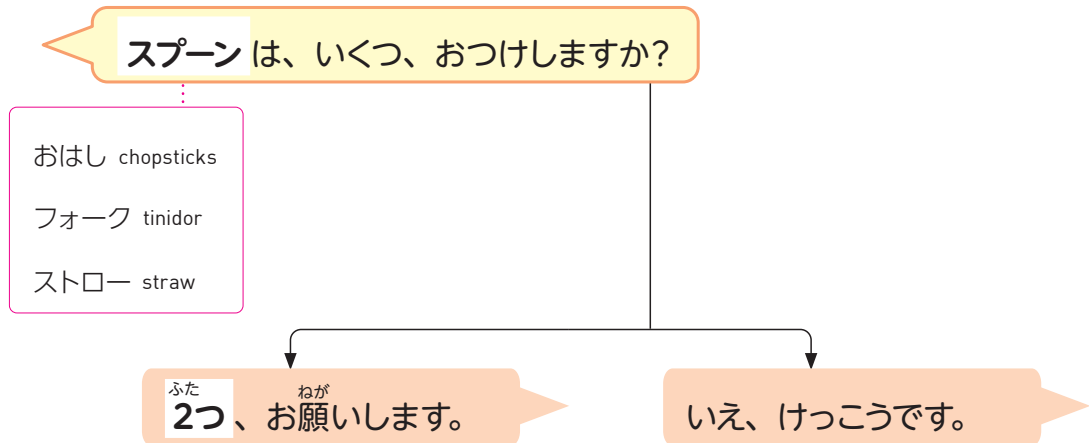 スプーンは、いくつ、おつけしますか?
おはし chopsticks
フォーク tinidor
ストロー straw
ふた ねが
2つ、お願いします。
いえ、けっこうです。